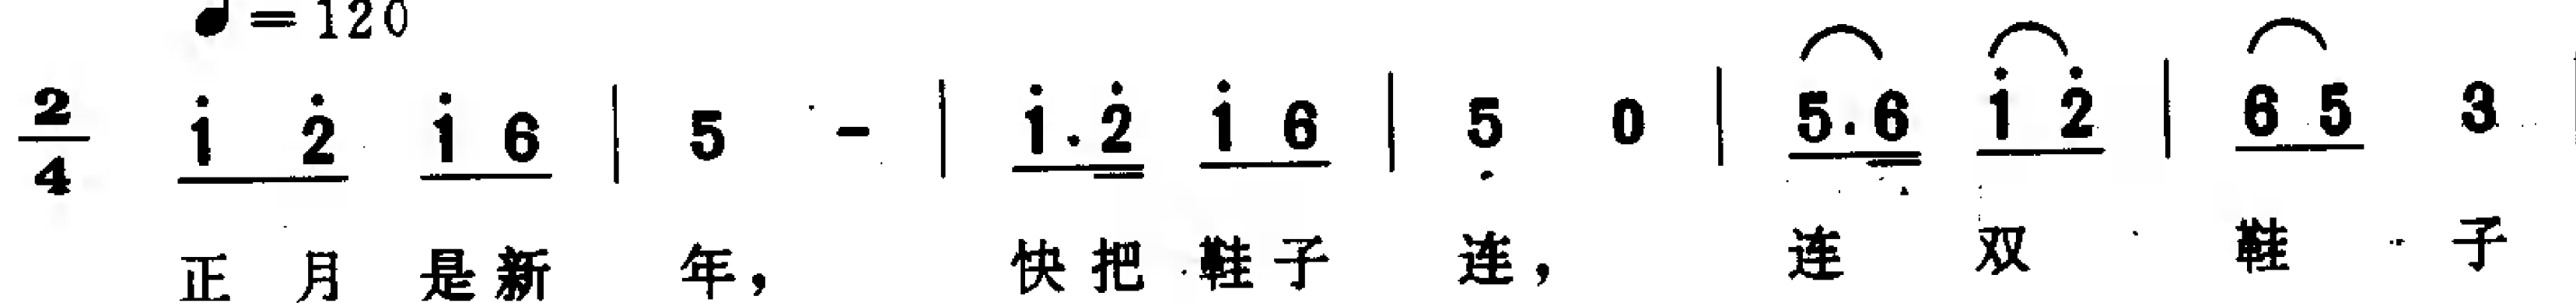 ♩=120
2/4 i̇ 2̇ i̇ 6 | 5 - | i̇.2̇ i̇ 6 | 5 0 | 5.6 i̇ 2̇ | 6 5 3 |
正月是新年，快把鞋子连，连双鞋子